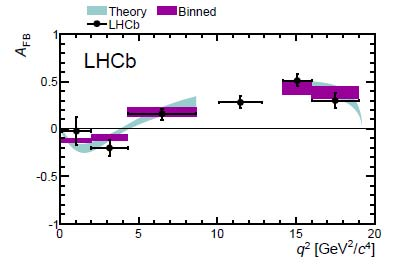 Theory Binned
LHCb
A_FB
LHCb
1
0.5
0
-0.5
-1
0 5 10 15 20
q² [GeV²/c⁴]